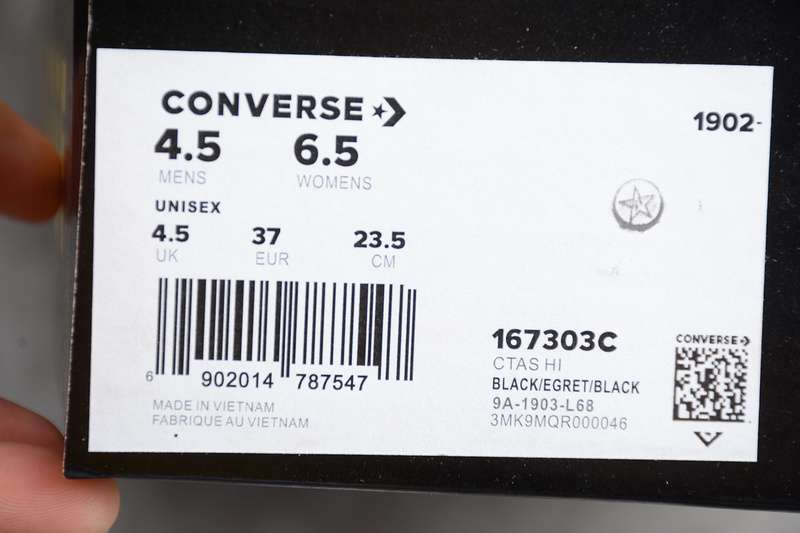 CONVERSE
1902-
4.5 6.5
MENS WOMENS
UNISEX
4.5 37 23.5
UK EUR CM
6 902014 787547
MADE IN VIETNAM
FABRIQUE AU VIETNAM
167303C
CTAS HI
BLACK/EGRET/BLACK
9A-1903-L68
3MK9MQR000046
CONVERSE